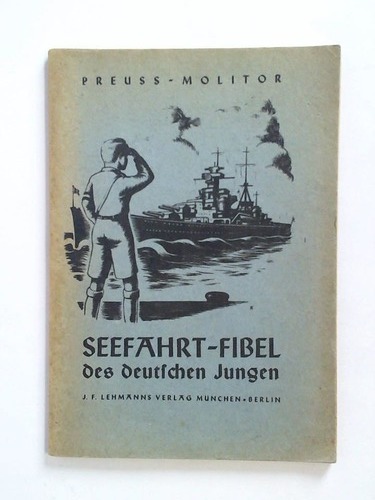 PREUSS-MOLITOR
SEEFAHRT-FIBEL
des deutschen Jungen
J. F. LEHMANNS VERLAG MÜNCHEN • BERLIN